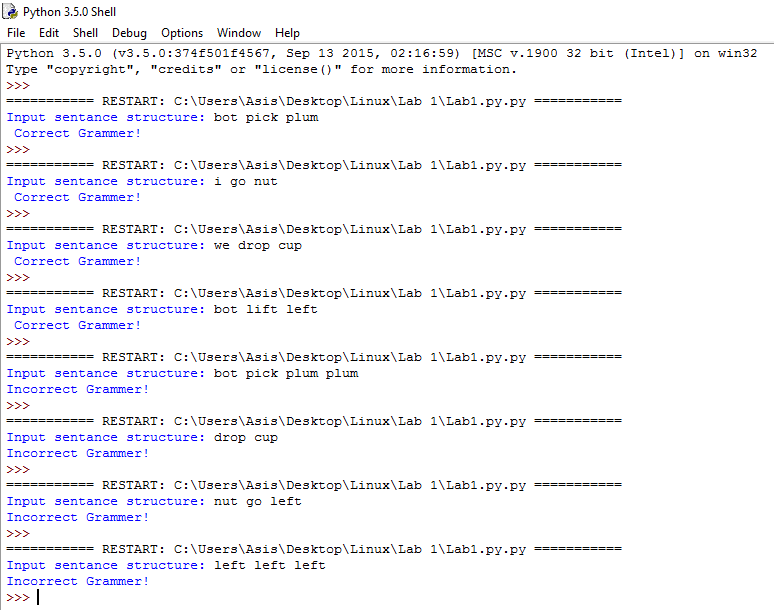 Python 3.5.0 Shell
File Edit Shell Debug Options Window Help
Python 3.5.0 (v3.5.0:374f501f4567, Sep 13 2015, 02:16:59) [MSC v.1900 32 bit (Intel)] on win32
Type "copyright", "credits" or "license()" for more information.
>>>
=========== RESTART: C:\Users\Asis\Desktop\Linux\Lab 1\Lab1.py.py ===========
Input sentance structure: bot pick plum
Correct Grammer!
>>>
=========== RESTART: C:\Users\Asis\Desktop\Linux\Lab 1\Lab1.py.py ===========
Input sentance structure: i go nut
Correct Grammer!
>>>
=========== RESTART: C:\Users\Asis\Desktop\Linux\Lab 1\Lab1.py.py ===========
Input sentance structure: we drop cup
Correct Grammer!
>>>
=========== RESTART: C:\Users\Asis\Desktop\Linux\Lab 1\Lab1.py.py ===========
Input sentance structure: bot lift left
Correct Grammer!
>>>
=========== RESTART: C:\Users\Asis\Desktop\Linux\Lab 1\Lab1.py.py ===========
Input sentance structure: bot pick plum plum
Incorrect Grammer!
>>>
=========== RESTART: C:\Users\Asis\Desktop\Linux\Lab 1\Lab1.py.py ===========
Input sentance structure: drop cup
Incorrect Grammer!
>>>
=========== RESTART: C:\Users\Asis\Desktop\Linux\Lab 1\Lab1.py.py ===========
Input sentance structure: nut go left
Incorrect Grammer!
>>>
=========== RESTART: C:\Users\Asis\Desktop\Linux\Lab 1\Lab1.py.py ===========
Input sentance structure: left left left
Incorrect Grammer!
>>>